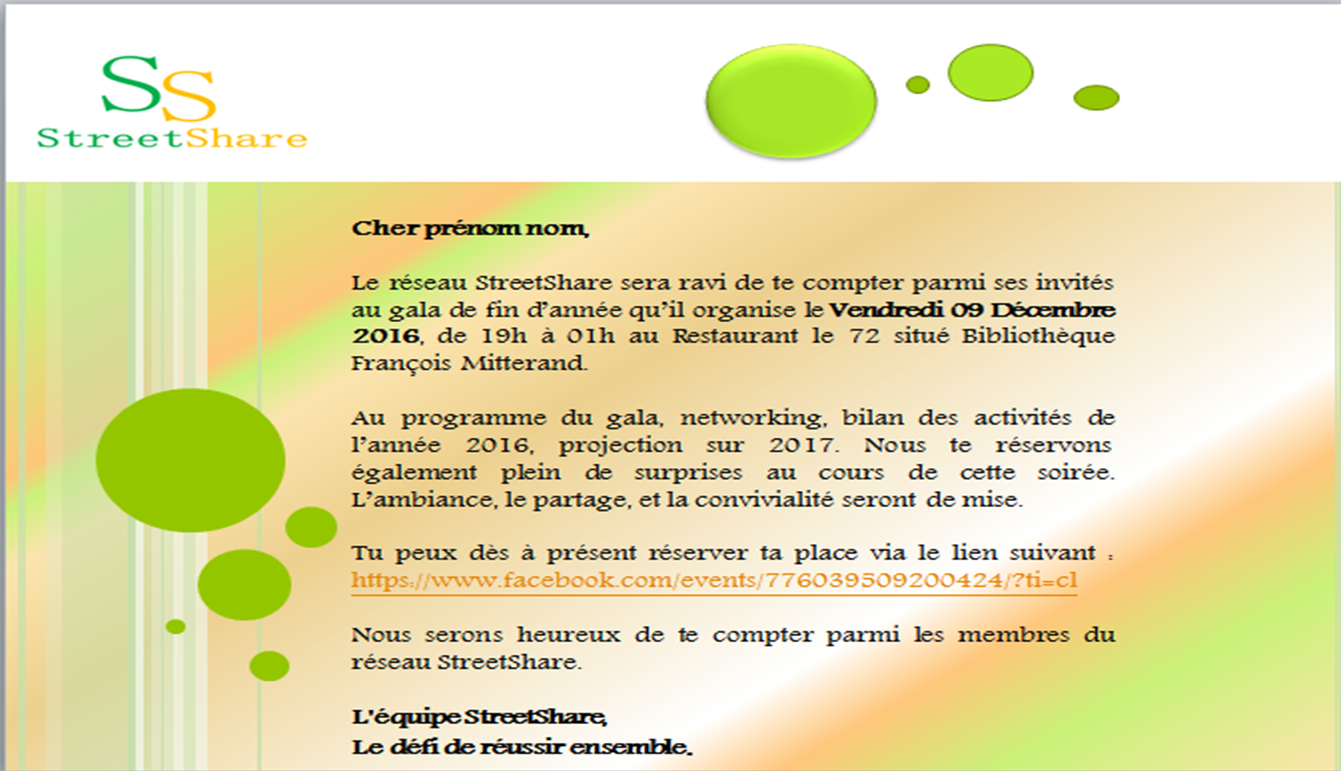 SS
StreetShare
Cher prénom nom,
Le réseau StreetShare sera ravi de te compter parmi ses invités
au gala de fin d’année qu’il organise le Vendredi 09 Décembre
2016, de 19h à 01h au Restaurant le 72 situé Bibliothèque
François Mitterand.
Au programme du gala, networking, bilan des activités de
l’année 2016, projection sur 2017. Nous te réservons
également plein de surprises au cours de cette soirée.
L’ambiance, le partage, et la convivialité seront de mise.
Tu peux dès à présent réserver ta place via le lien suivant :
https://www.facebook.com/events/776039509200424/?ti=cl
Nous serons heureux de te compter parmi les membres du
réseau StreetShare.
L'équipe StreetShare,
Le défi de réussir ensemble.